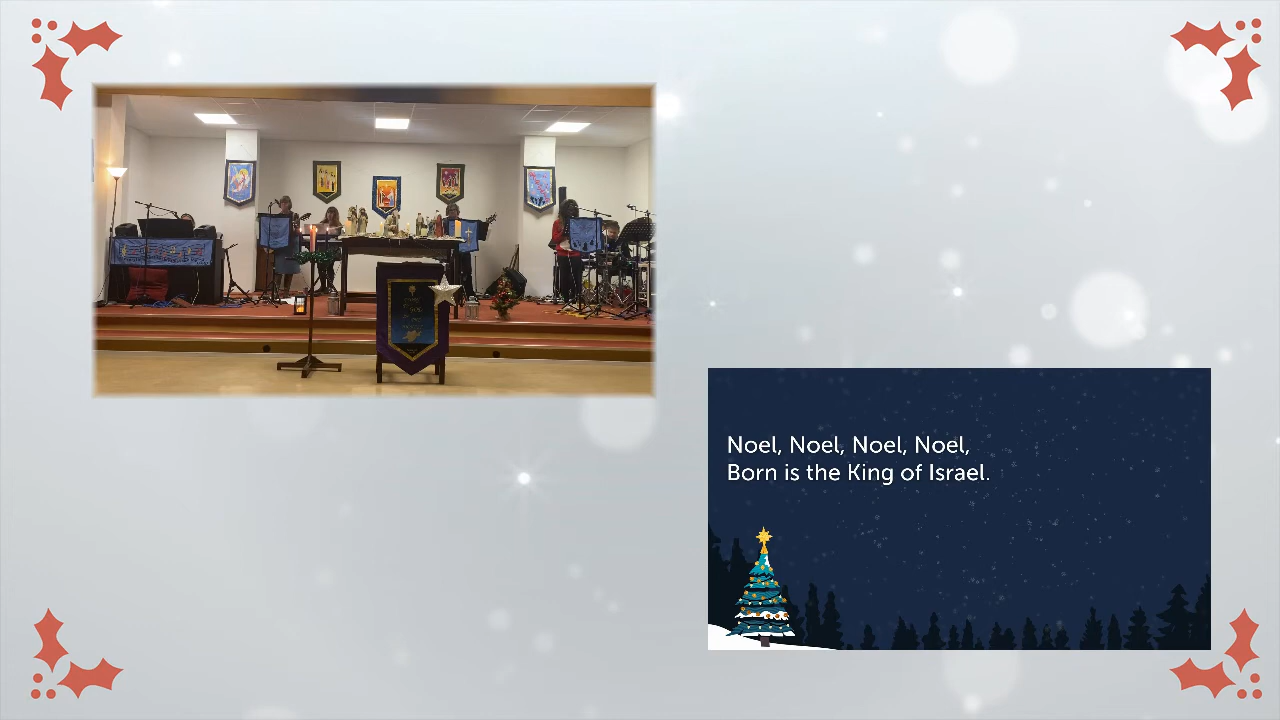 Noel, Noel, Noel, Noel,
Born is the King of Israel.